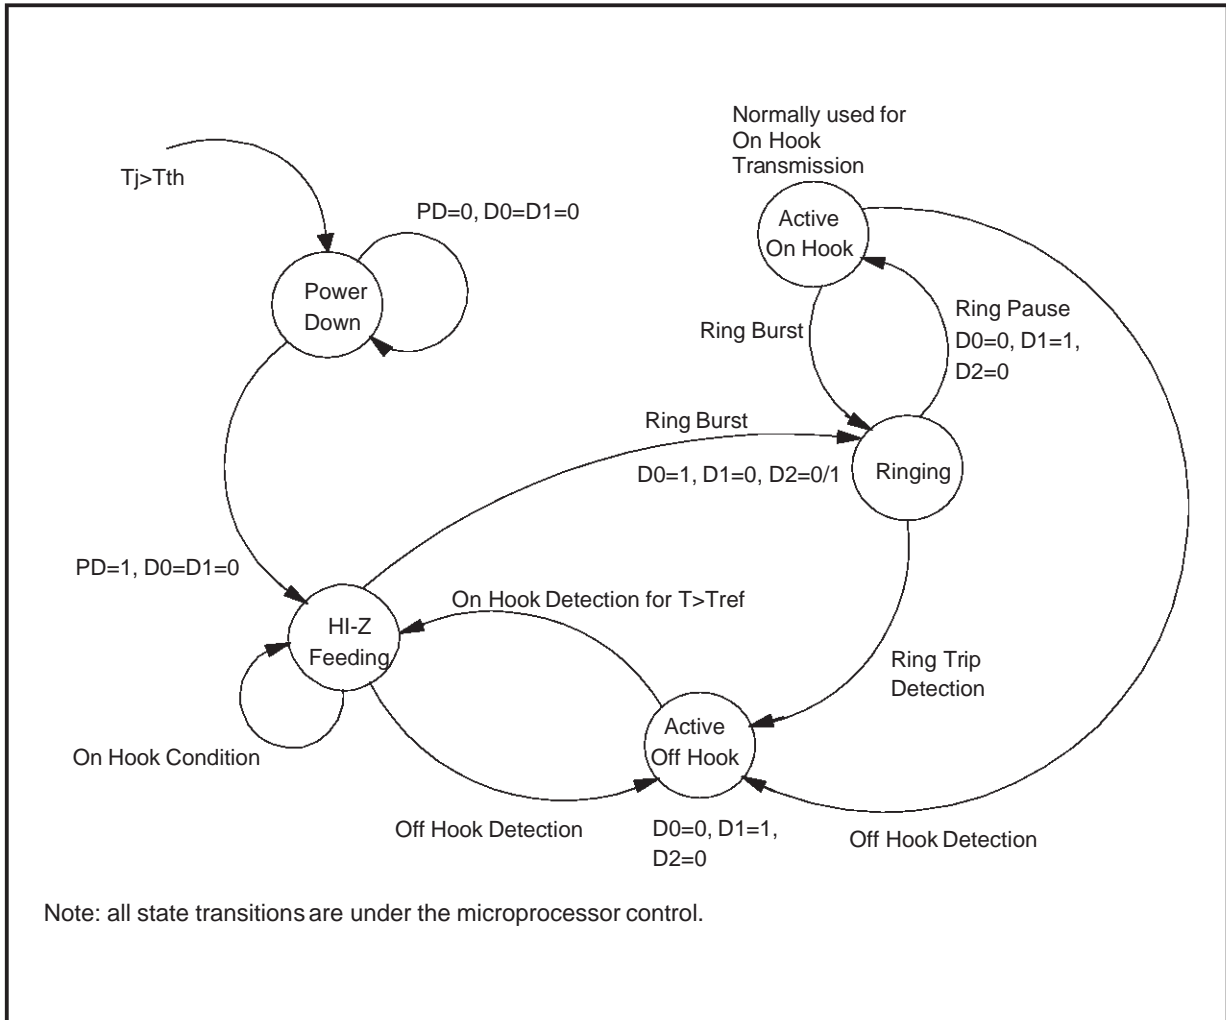 Normally used for
On Hook
Transmission
Tj>Tth
PD=0, D0=D1=0
Active
On Hook
Power
Down
Ring Burst
Ring Pause
D0=0, D1=1,
D2=0
Ring Burst
D0=1, D1=0, D2=0/1
Ringing
PD=1, D0=D1=0
On Hook Detection for T>Tref
HI-Z
Feeding
Ring Trip
Detection
On Hook Condition
Active
Off Hook
Off Hook Detection
D0=0, D1=1,
D2=0
Off Hook Detection
Note: all state transitions are under the microprocessor control.